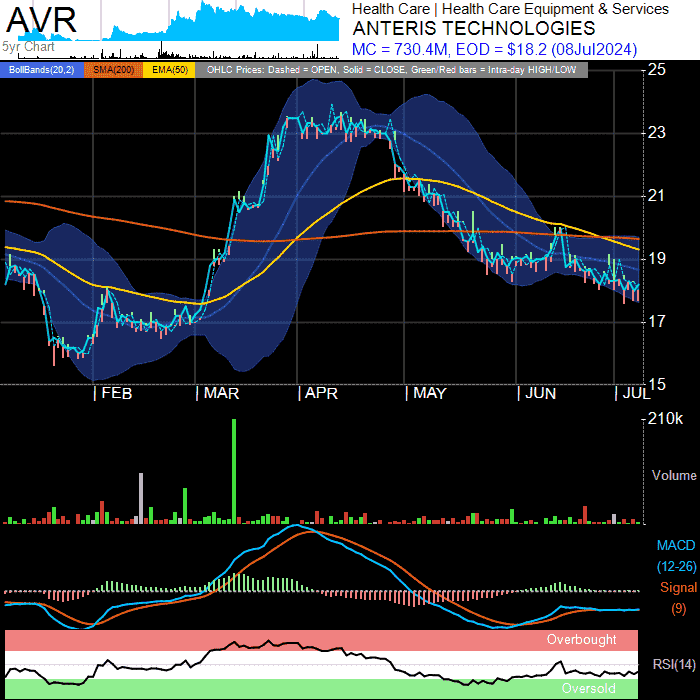 AVR
5yr Chart
Health Care | Health Care Equipment & Services
ANTERIS TECHNOLOGIES
MC = 730.4M, EOD = $18.2 (08Jul2024)
BollBands(20,2) SMA(200) EMA(50) OHLC Prices: Dashed = OPEN, Solid = CLOSE, Green/Red bars = Intra-day HIGH/LOW
25
23
21
19
17
15
| FEB | MAR | APR | MAY | JUN | JUL
210k
Volume
MACD
(12-26)
Signal
(9)
Overbought
RSI(14)
Oversold